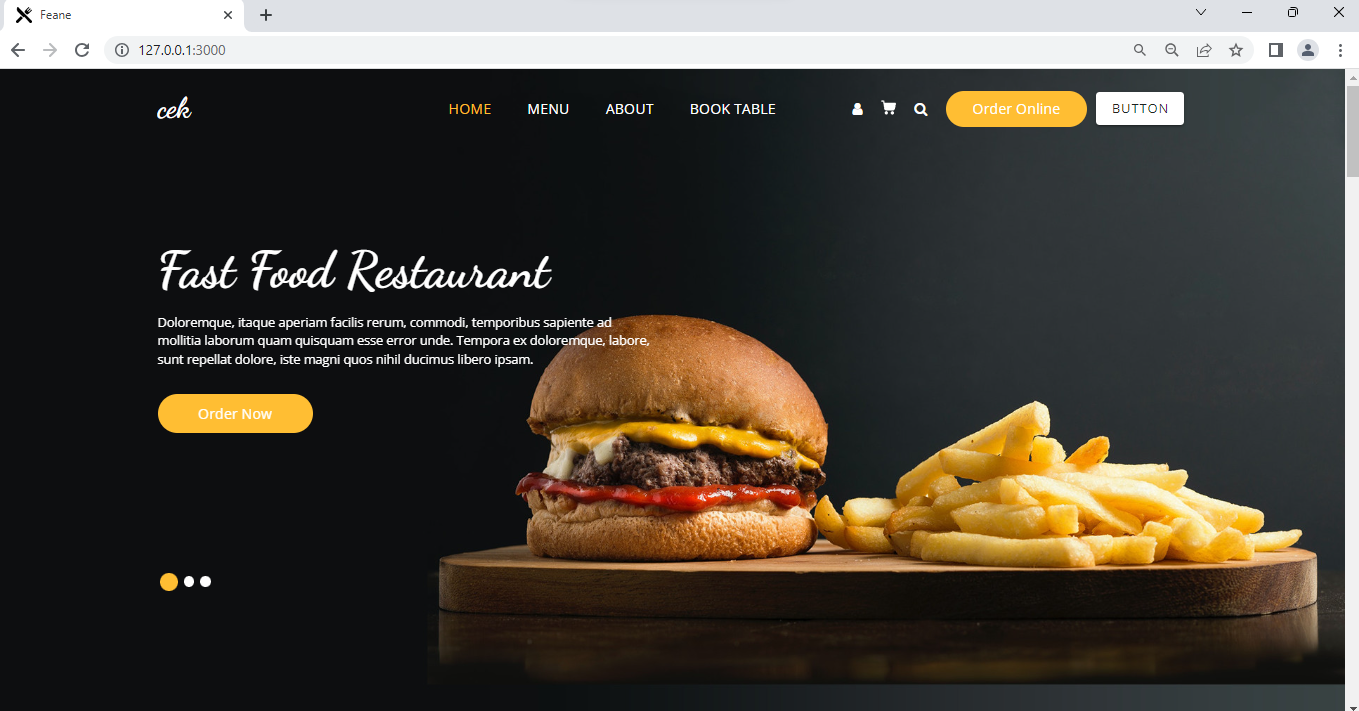 Feane
127.0.0.1:3000
cek
HOME MENU ABOUT BOOK TABLE Order Online BUTTON
Fast Food Restaurant
Doloremque, itaque aperiam facilis rerum, commodi, temporibus sapiente ad
mollitia laborum quam quisquam esse error unde. Tempora ex doloremque, labore,
sunt repellat dolore, iste magni quos nihil ducimus libero ipsam.
Order Now